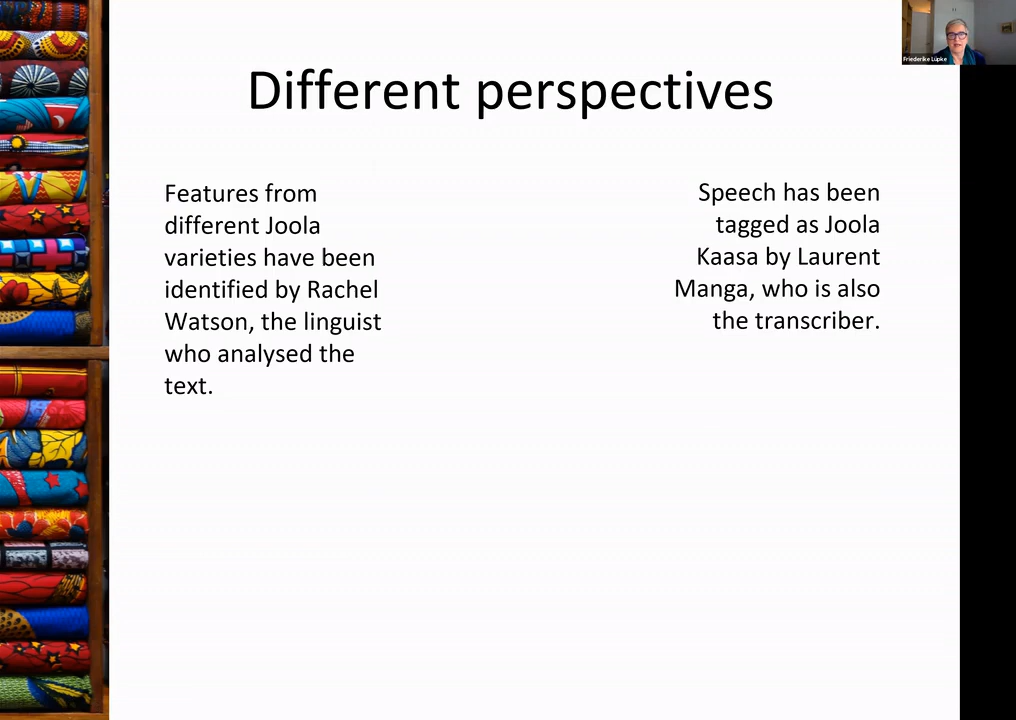 Different perspectives
Features from
different Joola
varieties have been
identified by Rachel
Watson, the linguist
who analysed the
text.
Speech has been
tagged as Joola
Kaasa by Laurent
Manga, who is also
the transcriber.
Friederike Lüpke